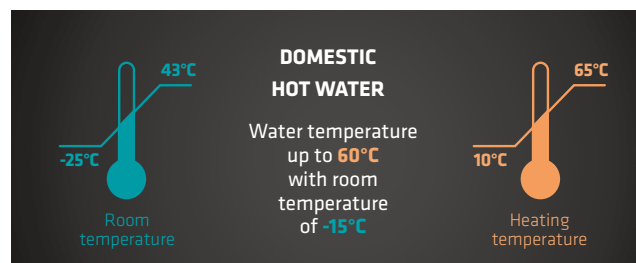 43°C
-25°C
Room
temperature
DOMESTIC
HOT WATER
Water temperature
up to 60°C
with room
temperature
of -15°C
65°C
10°C
Heating
temperature